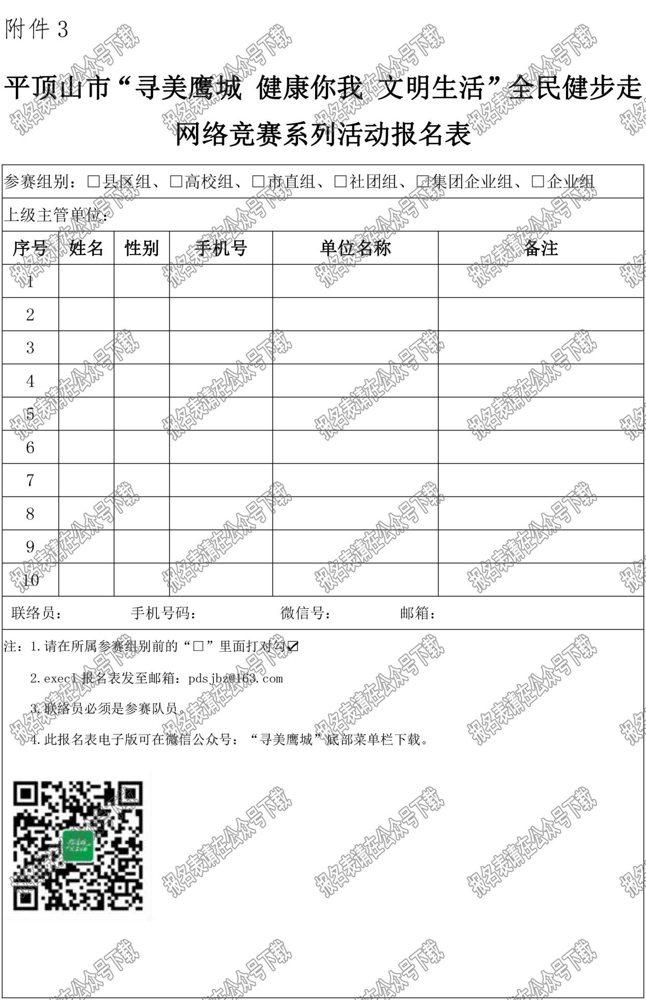 附件3
平顶山市“寻美鹰城 健康你我 文明生活”全民健步走
网络竞赛系列活动报名表
参赛组别：□县区组、□高校组、□市直组、□社团组、□集团企业组、□企业组
上级主管单位：
序号 姓名 性别 手机号 单位名称 备注
1
2
3
4
5
6
7
8
9
10
联络员： 手机号码： 微信号： 邮箱：
注：1.请在所属参赛组别前的“□”里面打对勾☑
2.execl报名表发至邮箱：pdsjbz@163.com
3.联络员必须是参赛队员。
4.此报名表电子版可在微信公众号：“寻美鹰城”底部菜单栏下载。
报名表请在公众号下载